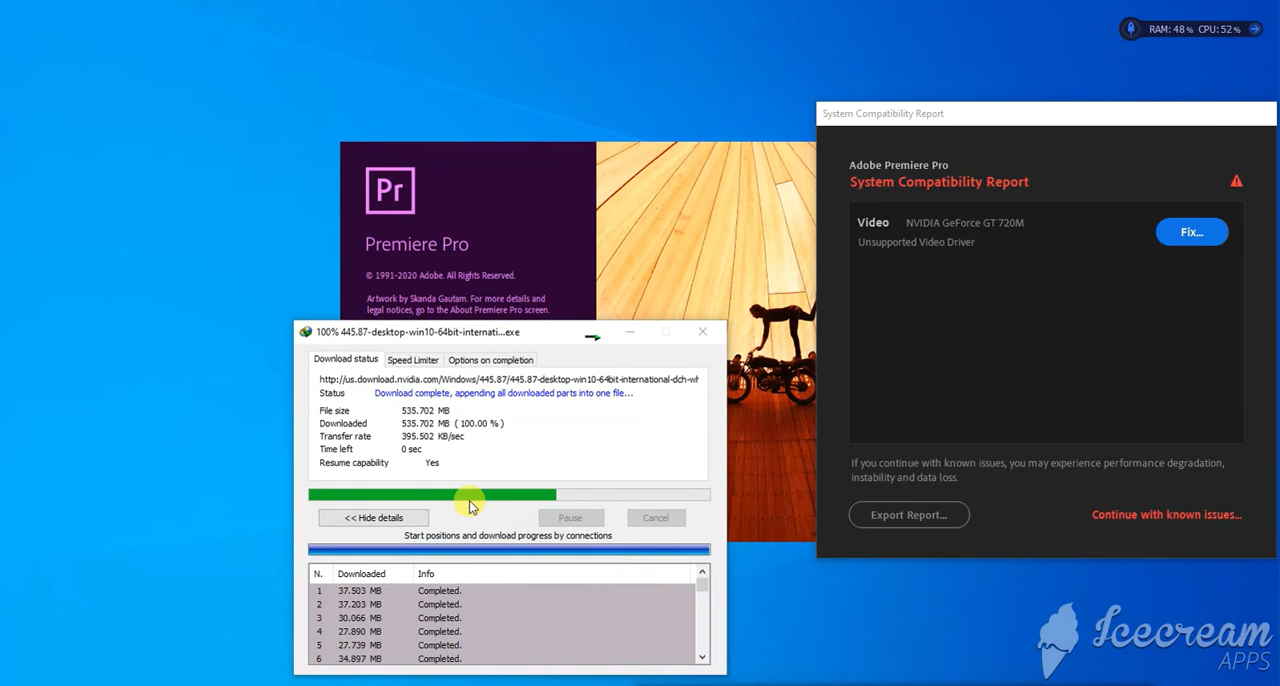 RAM: 48% CPU: 52%
System Compatibility Report
Adobe Premiere Pro
System Compatibility Report
Video NVIDIA GeForce GT 720M
Unsupported Video Driver
Fix...
If you continue with known issues, you may experience performance degradation,
instability and data loss.
Export Report...
Continue with known issues...
Pr
Premiere Pro
© 1991-2020 Adobe. All Rights Reserved.
Artwork by Skanda Gautam. For more details and
legal notices, go to the About Premiere Pro screen.
100% 445.87-desktop-win10-64bit-internati...exe
Download status Speed Limiter Options on completion
http://us.download.nvidia.com/Windows/445.87/445.87-desktop-win10-64bit-international-dch-wh
Status Download complete, appending all downloaded parts into one file...
File size 535.702 MB
Downloaded 535.702 MB ( 100.00 % )
Transfer rate 395.502 KB/sec
Time left 0 sec
Resume capability Yes
<< Hide details Pause Cancel
Start positions and download progress by connections
N. Downloaded Info
1 37.503 MB Completed.
2 37.203 MB Completed.
3 30.066 MB Completed.
4 27.890 MB Completed.
5 27.739 MB Completed.
6 34.897 MB Completed.
Icecream
APPS